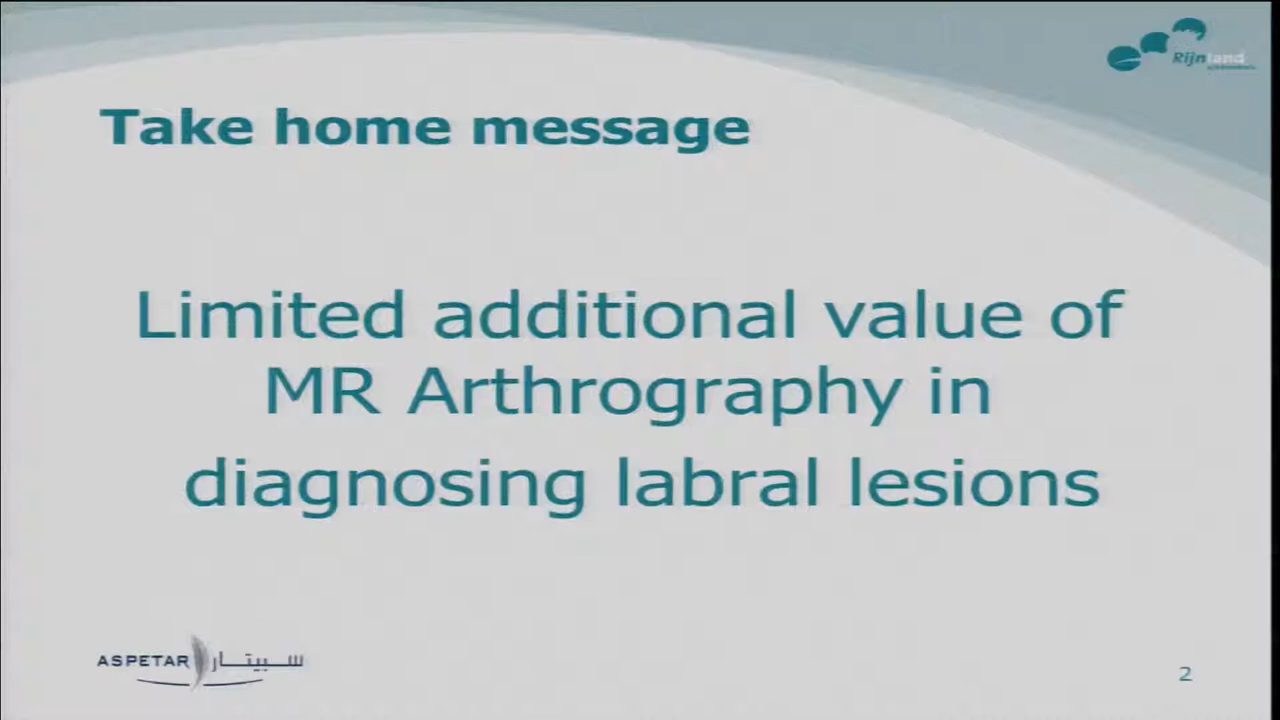 Rijnland
Take home message
Limited additional value of
MR Arthrography in
diagnosing labral lesions
ASPETAR سبيتار
2